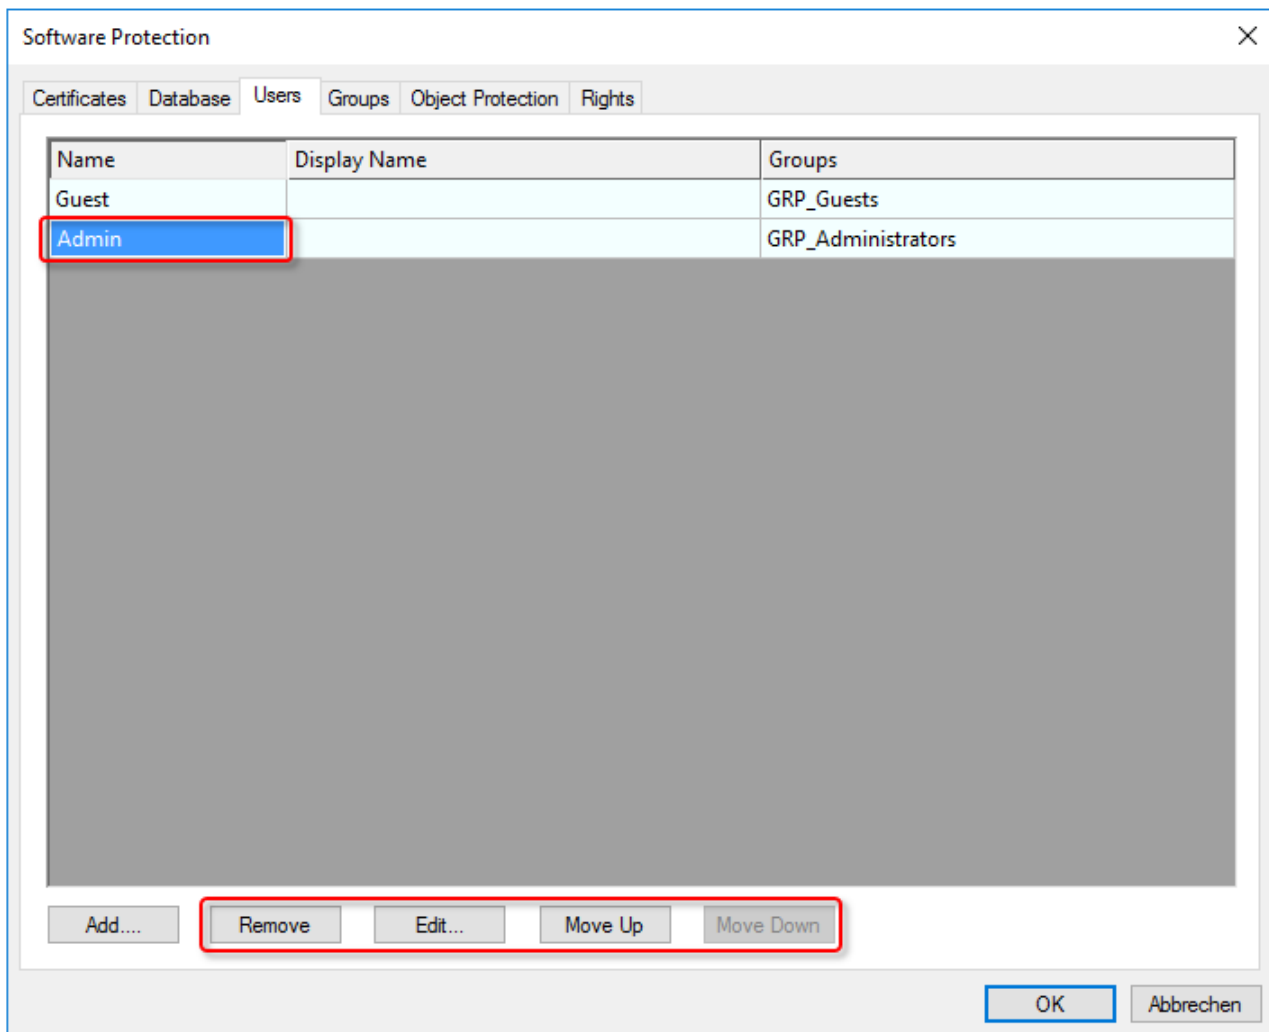 Software Protection
Certificates Database Users Groups Object Protection Rights
Name Display Name Groups
Guest GRP_Guests
Admin GRP_Administrators
Add.... Remove Edit... Move Up Move Down
OK Abbrechen